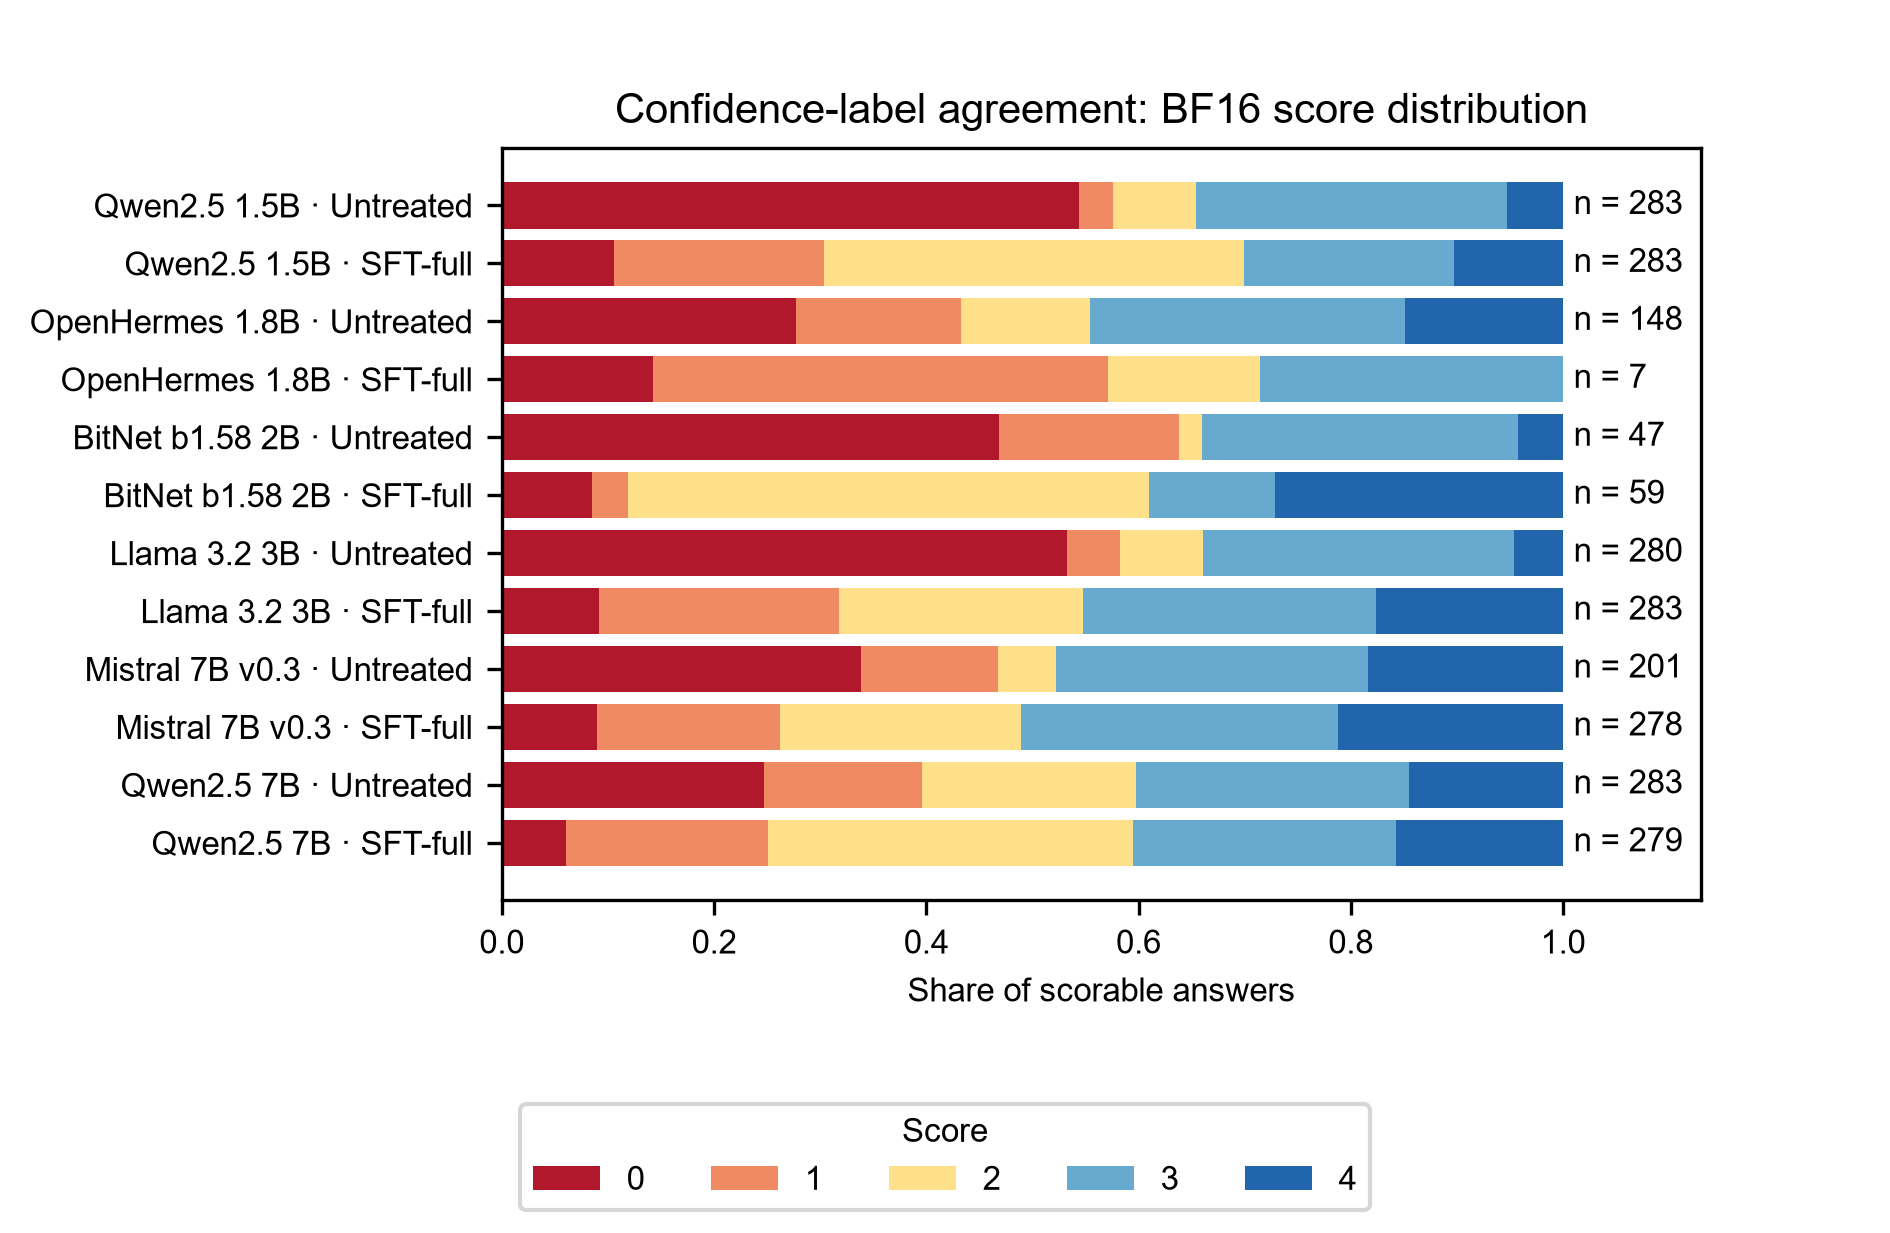 Confidence-label agreement: BF16 score distribution
Qwen2.5 1.5B · Untreated n = 283
Qwen2.5 1.5B · SFT-full n = 283
OpenHermes 1.8B · Untreated n = 148
OpenHermes 1.8B · SFT-full n = 7
BitNet b1.58 2B · Untreated n = 47
BitNet b1.58 2B · SFT-full n = 59
Llama 3.2 3B · Untreated n = 280
Llama 3.2 3B · SFT-full n = 283
Mistral 7B v0.3 · Untreated n = 201
Mistral 7B v0.3 · SFT-full n = 278
Qwen2.5 7B · Untreated n = 283
Qwen2.5 7B · SFT-full n = 279
0.0 0.2 0.4 0.6 0.8 1.0
Share of scorable answers
Score
0 1 2 3 4